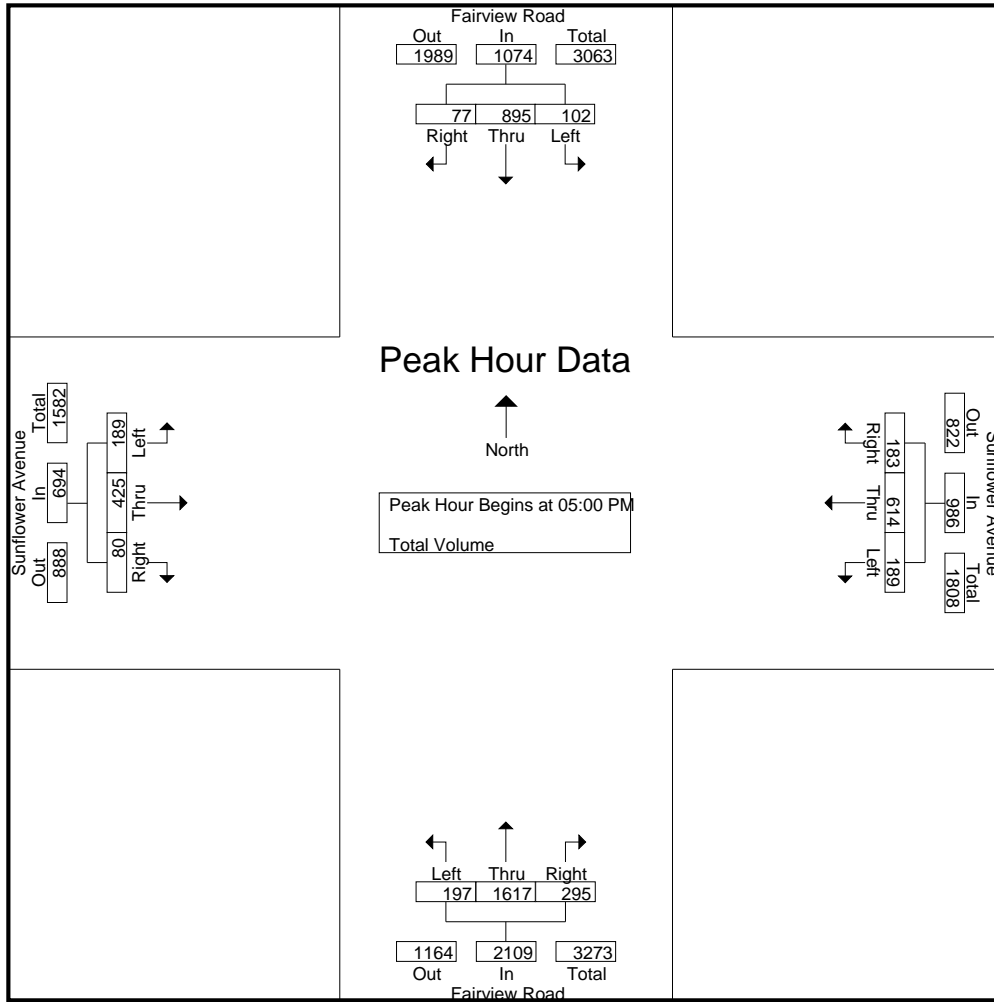 Fairview Road
Out In Total
1989 1074 3063
77 895 102
Right Thru Left
Peak Hour Data
North
Peak Hour Begins at 05:00 PM
Total Volume
Sunflower Avenue
Out In Total
888 694 1582
189 425 80
Left Thru Right
Sunflower Avenue
Out In Total
822 986 1808
183 614 189
Right Thru Left
Left Thru Right
197 1617 295
1164 2109 3273
Out In Total
Fairview Road